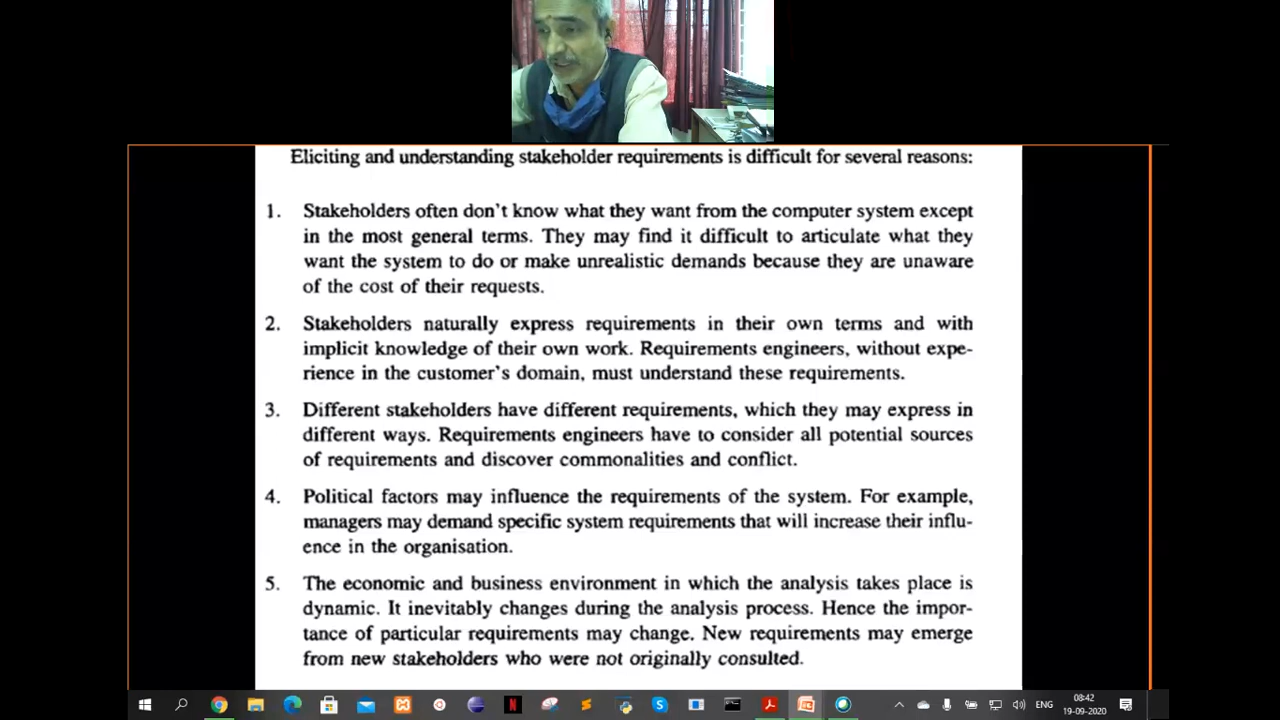 Eliciting and understanding stakeholder requirements is difficult for several reasons:
1. Stakeholders often don't know what they want from the computer system except
in the most general terms. They may find it difficult to articulate what they
want the system to do or make unrealistic demands because they are unaware
of the cost of their requests.
2. Stakeholders naturally express requirements in their own terms and with
implicit knowledge of their own work. Requirements engineers, without expe-
rience in the customer's domain, must understand these requirements.
3. Different stakeholders have different requirements, which they may express in
different ways. Requirements engineers have to consider all potential sources
of requirements and discover commonalities and conflict.
4. Political factors may influence the requirements of the system. For example,
managers may demand specific system requirements that will increase their influ-
ence in the organisation.
5. The economic and business environment in which the analysis takes place is
dynamic. It inevitably changes during the analysis process. Hence the impor-
tance of particular requirements may change. New requirements may emerge
from new stakeholders who were not originally consulted.
ENG
08:42
19-09-2020